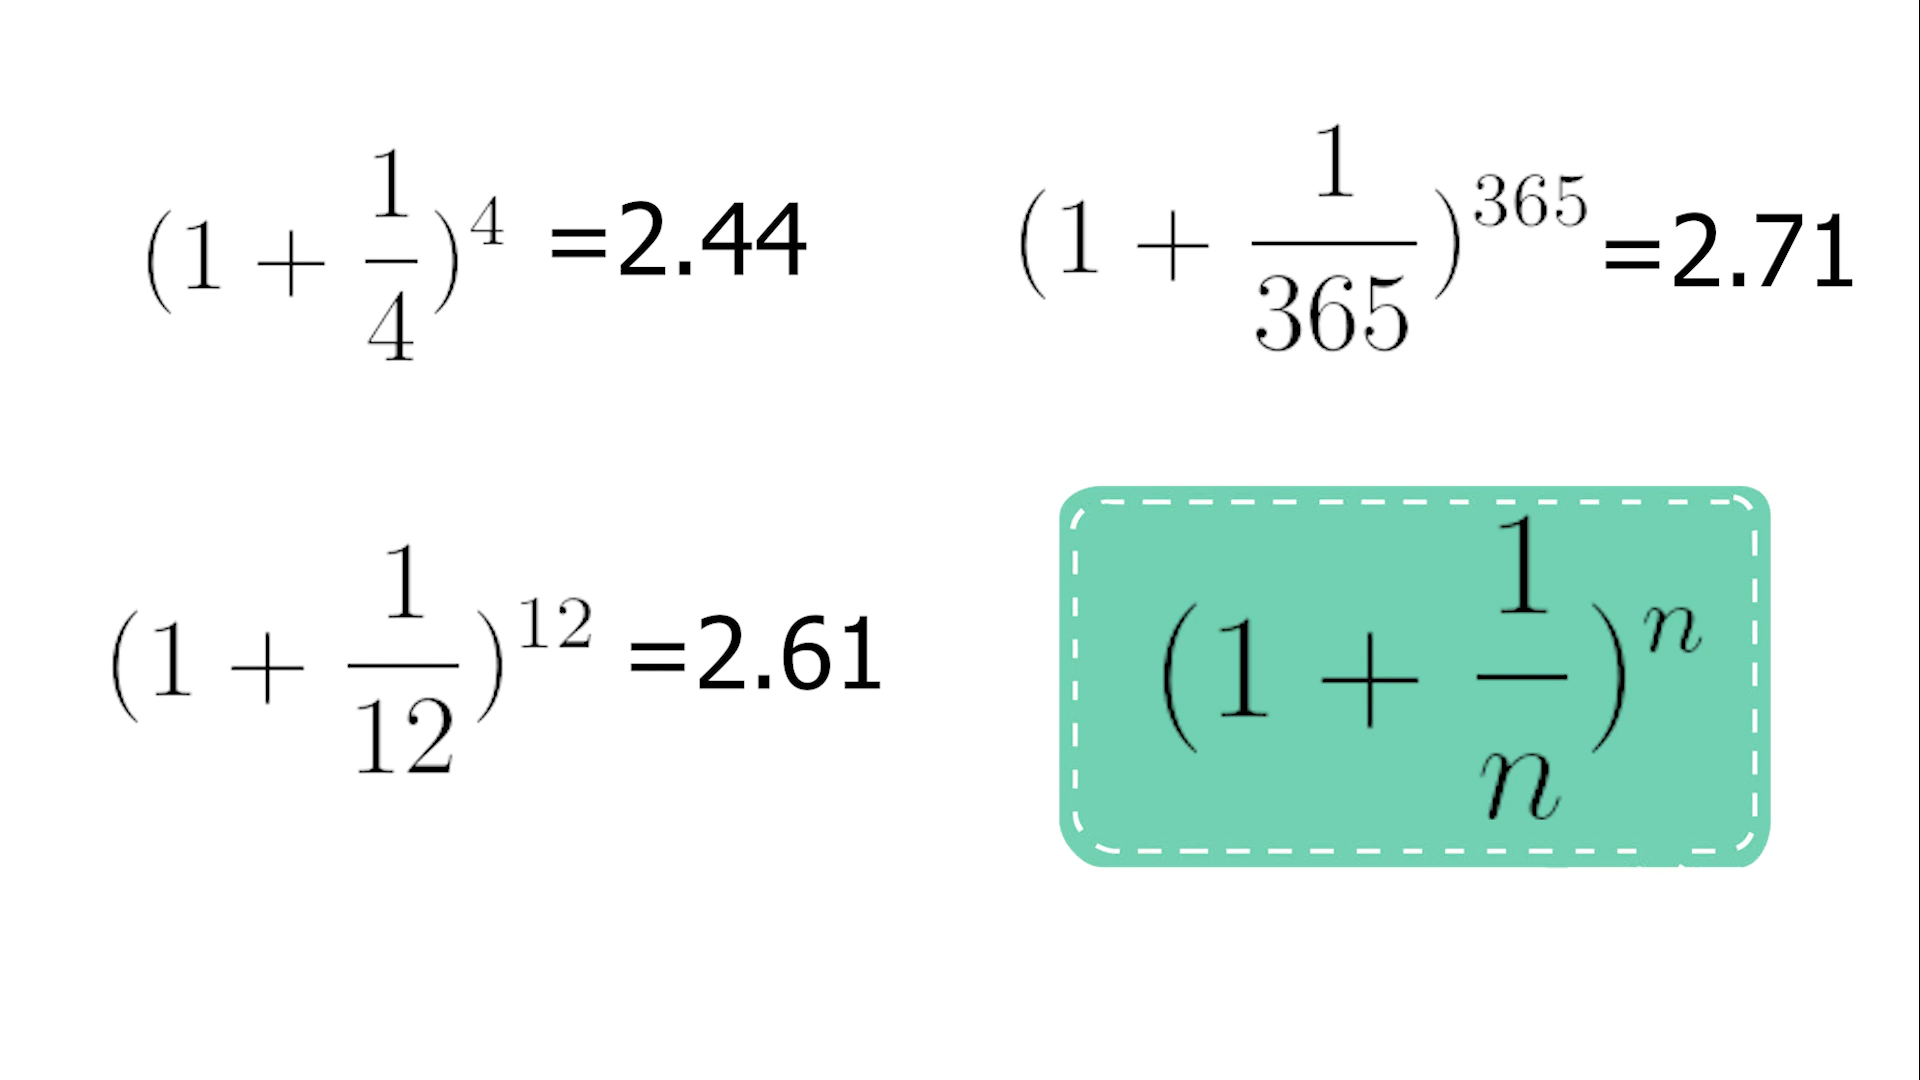 (1 + 1/4)^4 =2.44
(1 + 1/365)^365 =2.71
(1 + 1/12)^12 =2.61
(1 + 1/n)^n